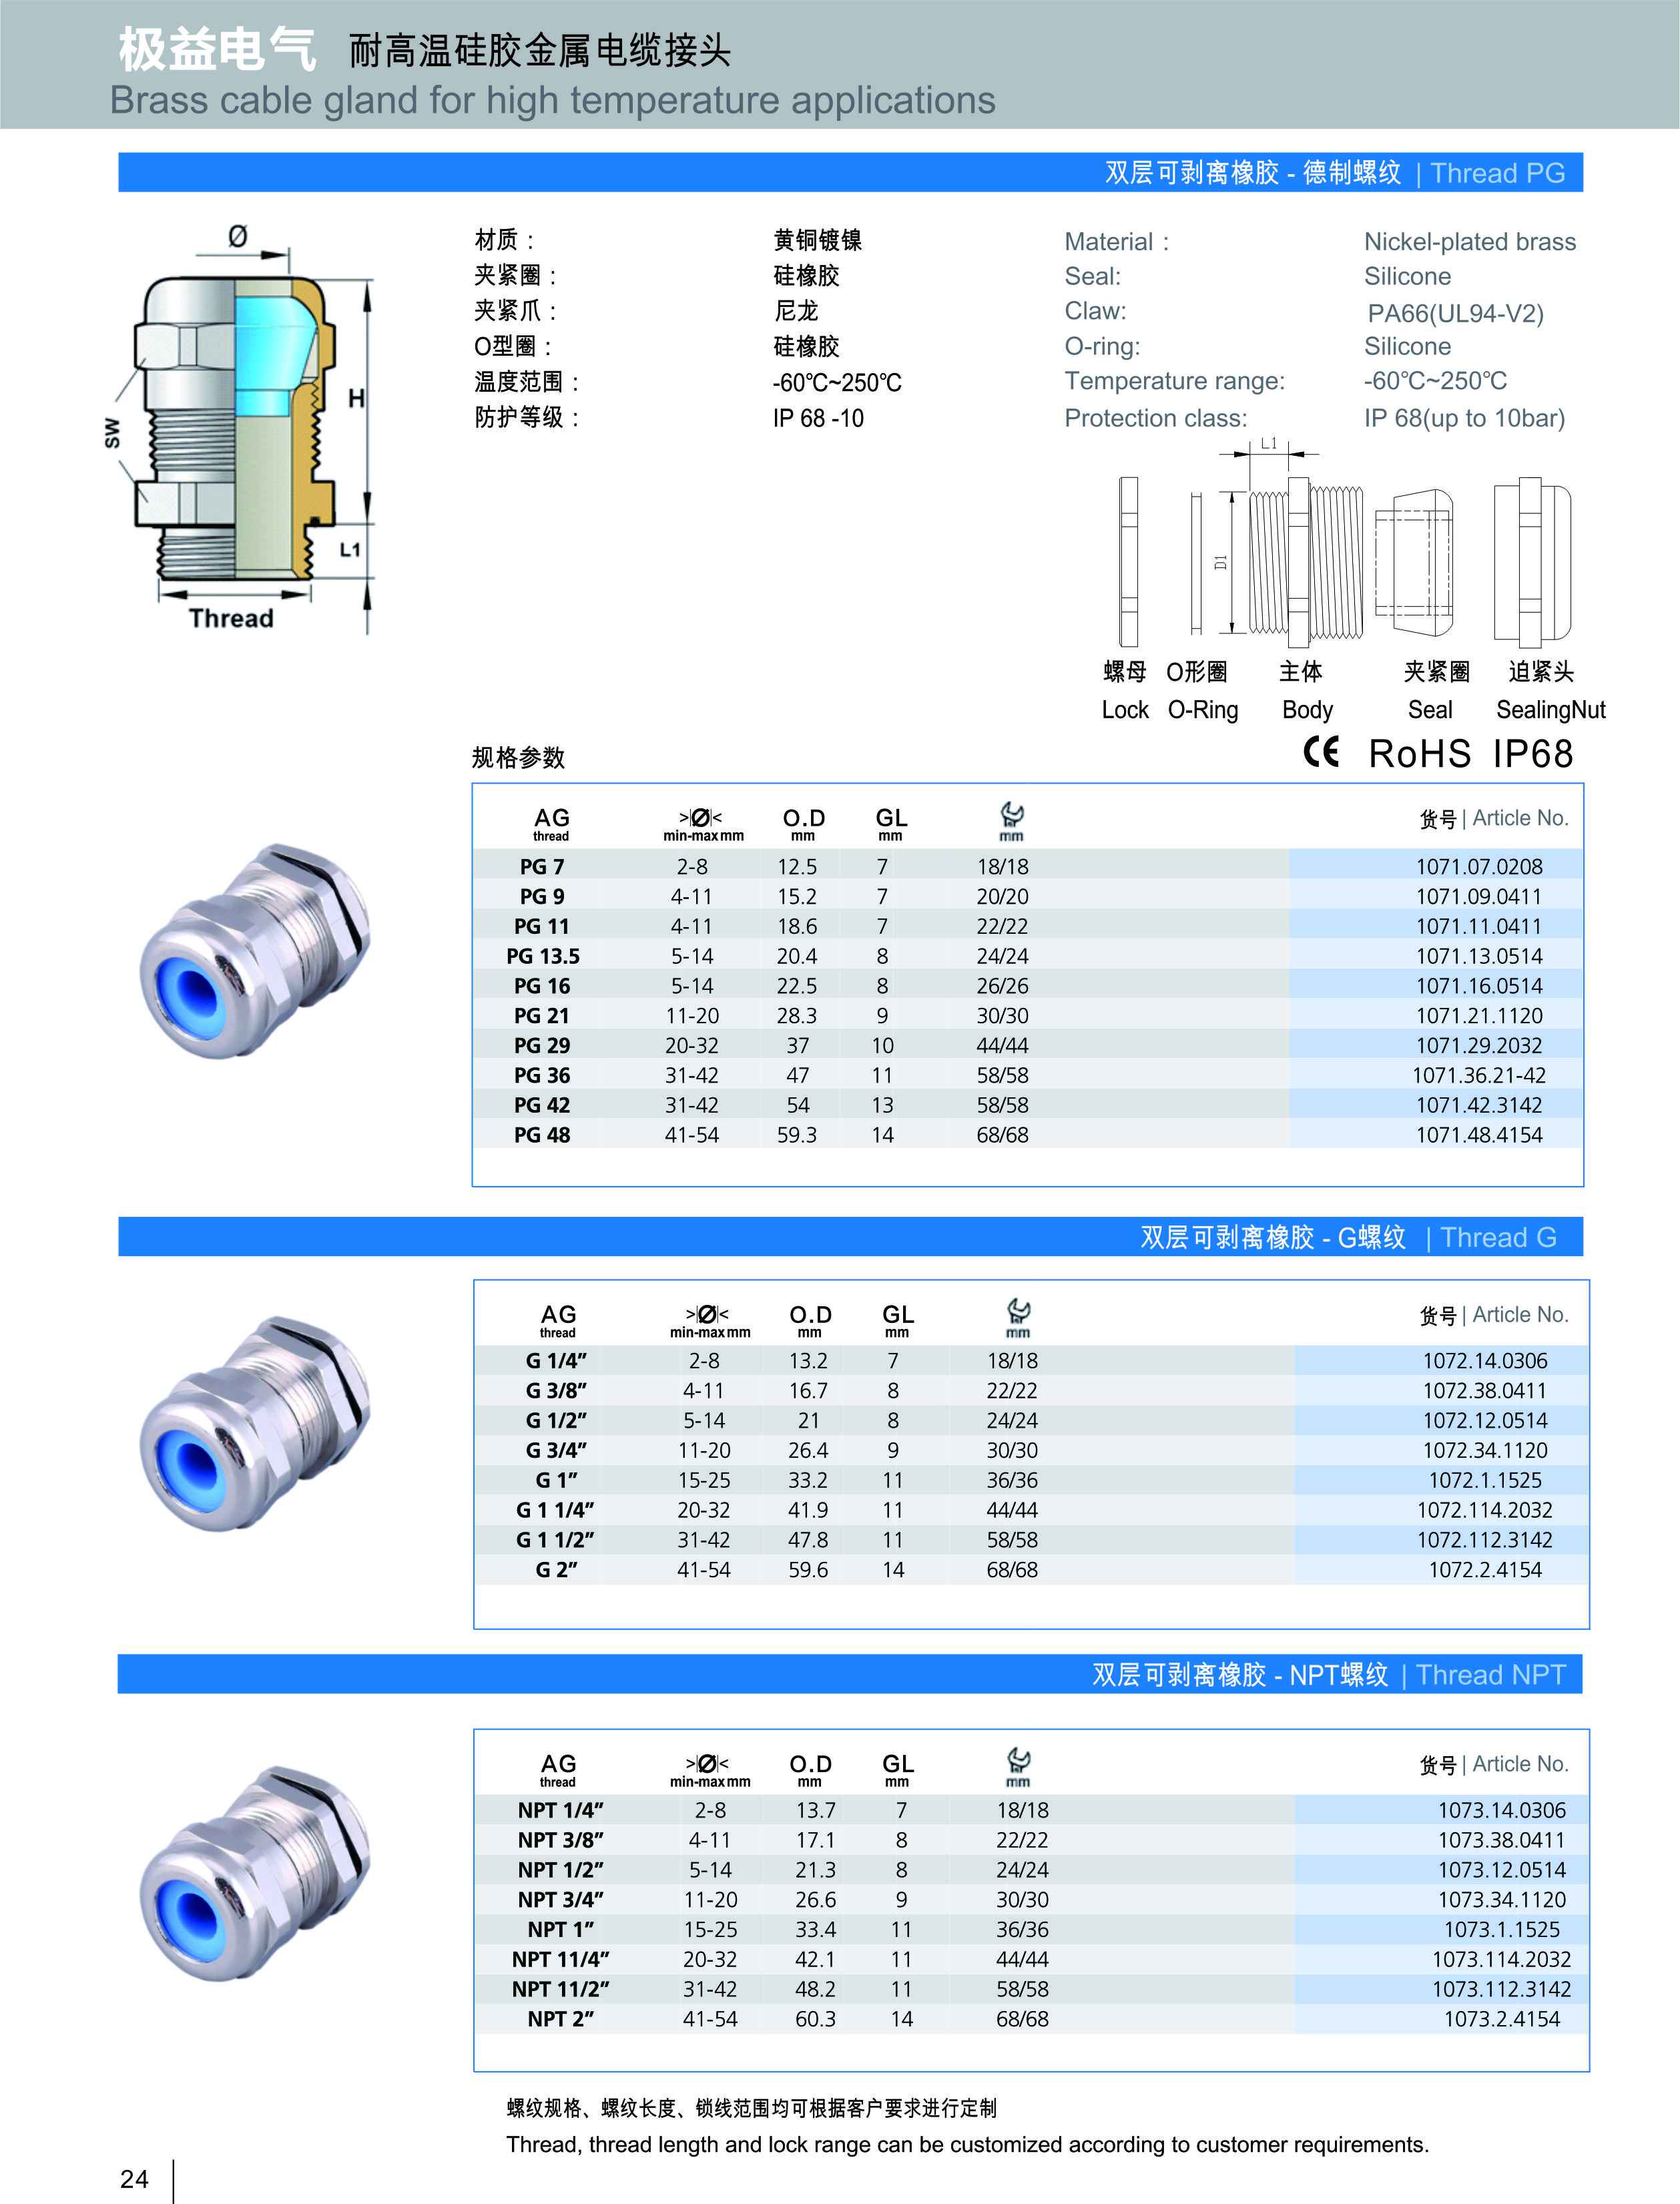 极益电气 耐高温硅胶金属电缆接头
Brass cable gland for high temperature applications
双层可剥离橡胶 - 德制螺纹 | Thread PG
Ø
H
SW
L1
Thread
材质： 黄铜镀镍
夹紧圈： 硅橡胶
夹紧爪： 尼龙
O型圈： 硅橡胶
温度范围： -60℃~250℃
防护等级： IP 68 -10
Material： Nickel-plated brass
Seal: Silicone
Claw: PA66(UL94-V2)
O-ring: Silicone
Temperature range: -60℃~250℃
Protection class: IP 68(up to 10bar)
L1
D1
螺母 O形圈 主体 夹紧圈 迫紧头
Lock O-Ring Body Seal SealingNut
规格参数 CE RoHS IP68
AG >|Ø|< O.D GL 货号 | Article No.
thread min-max mm mm mm mm
PG 7 2-8 12.5 7 18/18 1071.07.0208
PG 9 4-11 15.2 7 20/20 1071.09.0411
PG 11 4-11 18.6 7 22/22 1071.11.0411
PG 13.5 5-14 20.4 8 24/24 1071.13.0514
PG 16 5-14 22.5 8 26/26 1071.16.0514
PG 21 11-20 28.3 9 30/30 1071.21.1120
PG 29 20-32 37 10 44/44 1071.29.2032
PG 36 31-42 47 11 58/58 1071.36.21-42
PG 42 31-42 54 13 58/58 1071.42.3142
PG 48 41-54 59.3 14 68/68 1071.48.4154
双层可剥离橡胶 - G螺纹 | Thread G
AG >|Ø|< O.D GL 货号 | Article No.
thread min-max mm mm mm mm
G 1/4” 2-8 13.2 7 18/18 1072.14.0306
G 3/8” 4-11 16.7 8 22/22 1072.38.0411
G 1/2” 5-14 21 8 24/24 1072.12.0514
G 3/4” 11-20 26.4 9 30/30 1072.34.1120
G 1” 15-25 33.2 11 36/36 1072.1.1525
G 1 1/4” 20-32 41.9 11 44/44 1072.114.2032
G 1 1/2” 31-42 47.8 11 58/58 1072.112.3142
G 2” 41-54 59.6 14 68/68 1072.2.4154
双层可剥离橡胶 - NPT螺纹 | Thread NPT
AG >|Ø|< O.D GL 货号 | Article No.
thread min-max mm mm mm mm
NPT 1/4” 2-8 13.7 7 18/18 1073.14.0306
NPT 3/8” 4-11 17.1 8 22/22 1073.38.0411
NPT 1/2” 5-14 21.3 8 24/24 1073.12.0514
NPT 3/4” 11-20 26.6 9 30/30 1073.34.1120
NPT 1” 15-25 33.4 11 36/36 1073.1.1525
NPT 11/4” 20-32 42.1 11 44/44 1073.114.2032
NPT 11/2” 31-42 48.2 11 58/58 1073.112.3142
NPT 2” 41-54 60.3 14 68/68 1073.2.4154
螺纹规格、螺纹长度、锁线范围均可根据客户要求进行定制
Thread, thread length and lock range can be customized according to customer requirements.
24